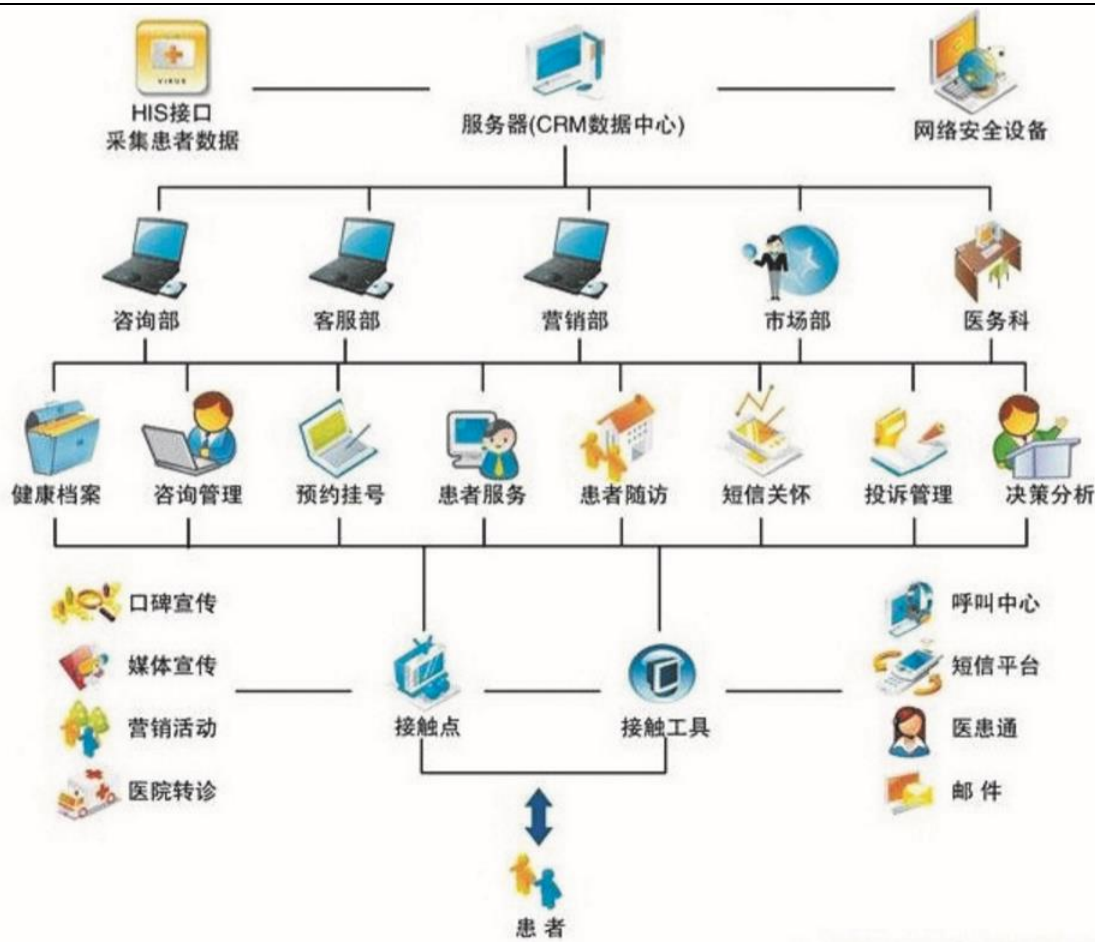 VIRUS
HIS接口
采集患者数据
服务器(CRM数据中心)
网络安全设备
咨询部
客服部
营销部
市场部
医务科
健康档案
咨询管理
预约挂号
患者服务
患者随访
短信关怀
投诉管理
决策分析
口碑宣传
媒体宣传
营销活动
医院转诊
接触点
接触工具
呼叫中心
短信平台
医患通
邮 件
患 者